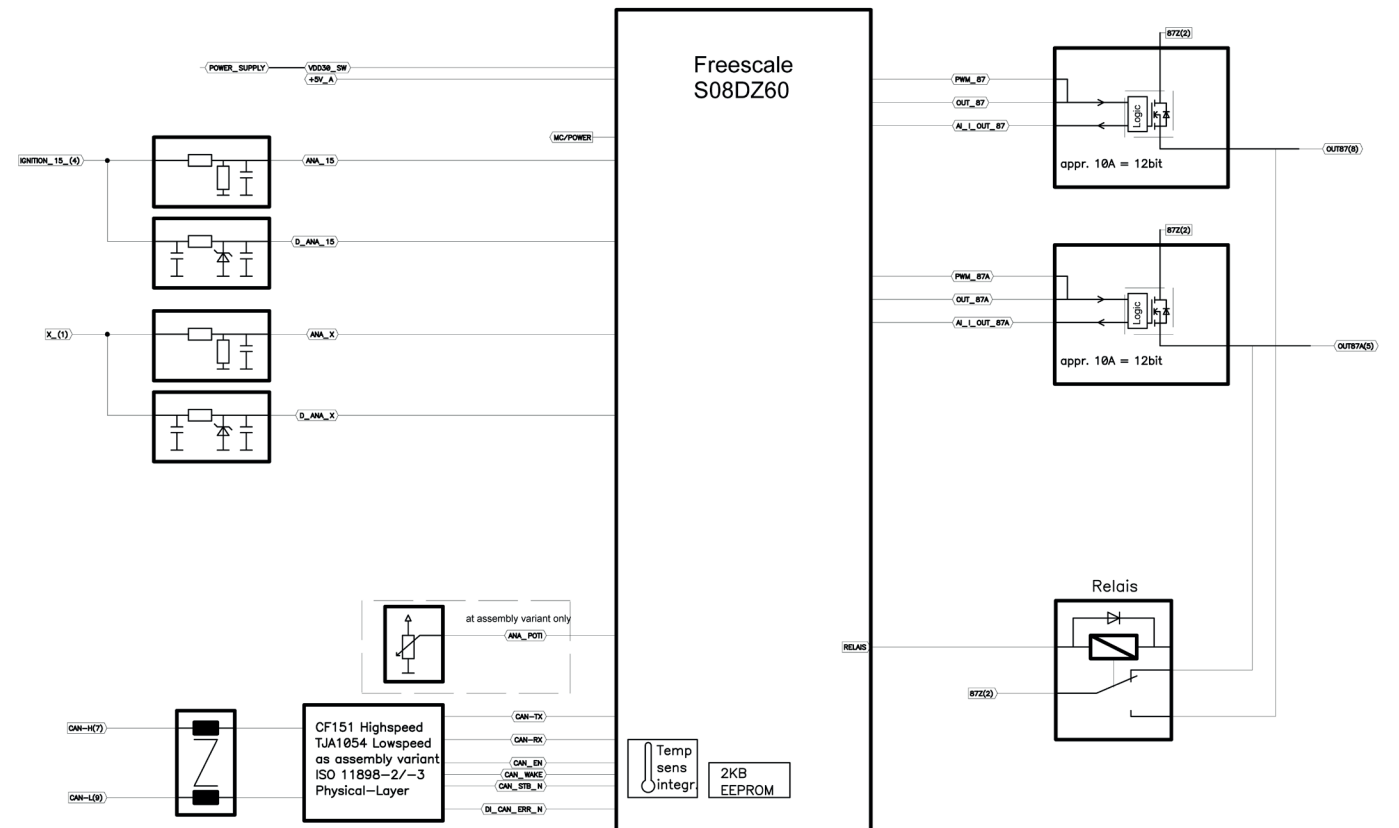 Freescale
S08DZ60
POWER_SUPPLY
VDD30_SW
+5V_A
MC/POWER
IGNITION_15_(4)
ANA_15
D_ANA_15
X_(1)
ANA_X
D_ANA_X
at assembly variant only
ANA_POTI
CAN-H(7)
CAN-L(9)
CF151 Highspeed
TJA1054 Lowspeed
as assembly variant
ISO 11898-2/-3
Physical-Layer
CAN-TX
CAN-RX
CAN_EN
CAN_WAKE
CAN_STB_N
DI_CAN_ERR_N
Temp
sens
integr.
2KB
EEPROM
87Z(2)
PWM_87
OUT_87
AI_I_OUT_87
Logic
appr. 10A = 12bit
OUT87(8)
87Z(2)
PWM_87A
OUT_87A
AI_I_OUT_87A
Logic
appr. 10A = 12bit
OUT87A(5)
Relais
RELAIS
87Z(2)